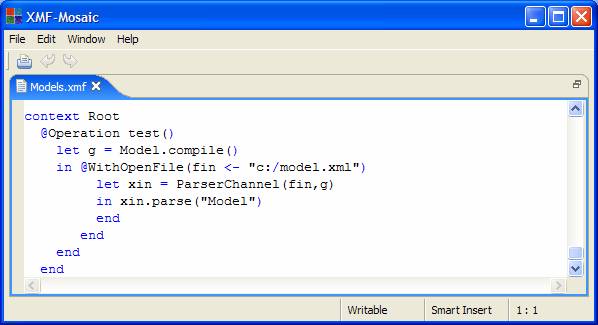 XMF-Mosaic
File Edit Window Help
Models.xmf
context Root
  @Operation test()
    let g = Model.compile()
    in @WithOpenFile(fin <- "c:/model.xml")
         let xin = ParserChannel(fin,g)
         in xin.parse("Model")
         end
       end
    end
  end
Writable Smart Insert 1 : 1